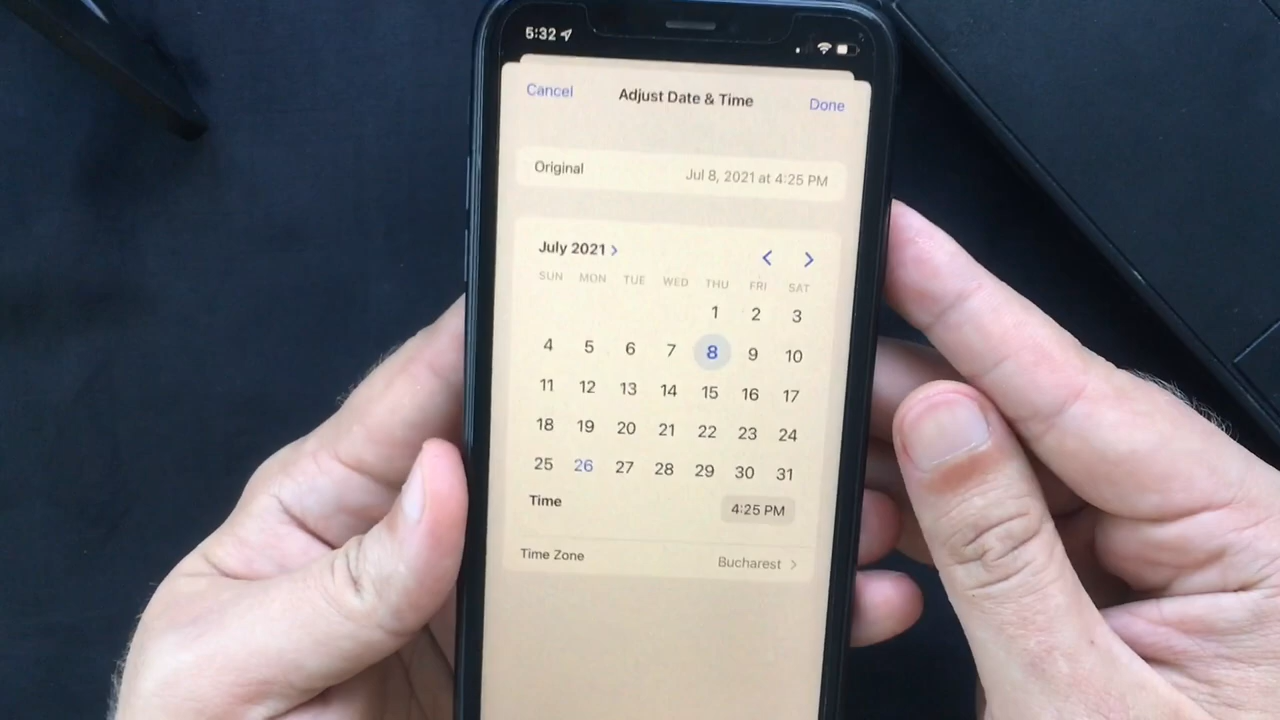 5:32
Cancel Adjust Date & Time Done
Original Jul 8, 2021 at 4:25 PM
July 2021 >
SUN MON TUE WED THU FRI SAT
1 2 3
4 5 6 7 8 9 10
11 12 13 14 15 16 17
18 19 20 21 22 23 24
25 26 27 28 29 30 31
Time 4:25 PM
Time Zone Bucharest >